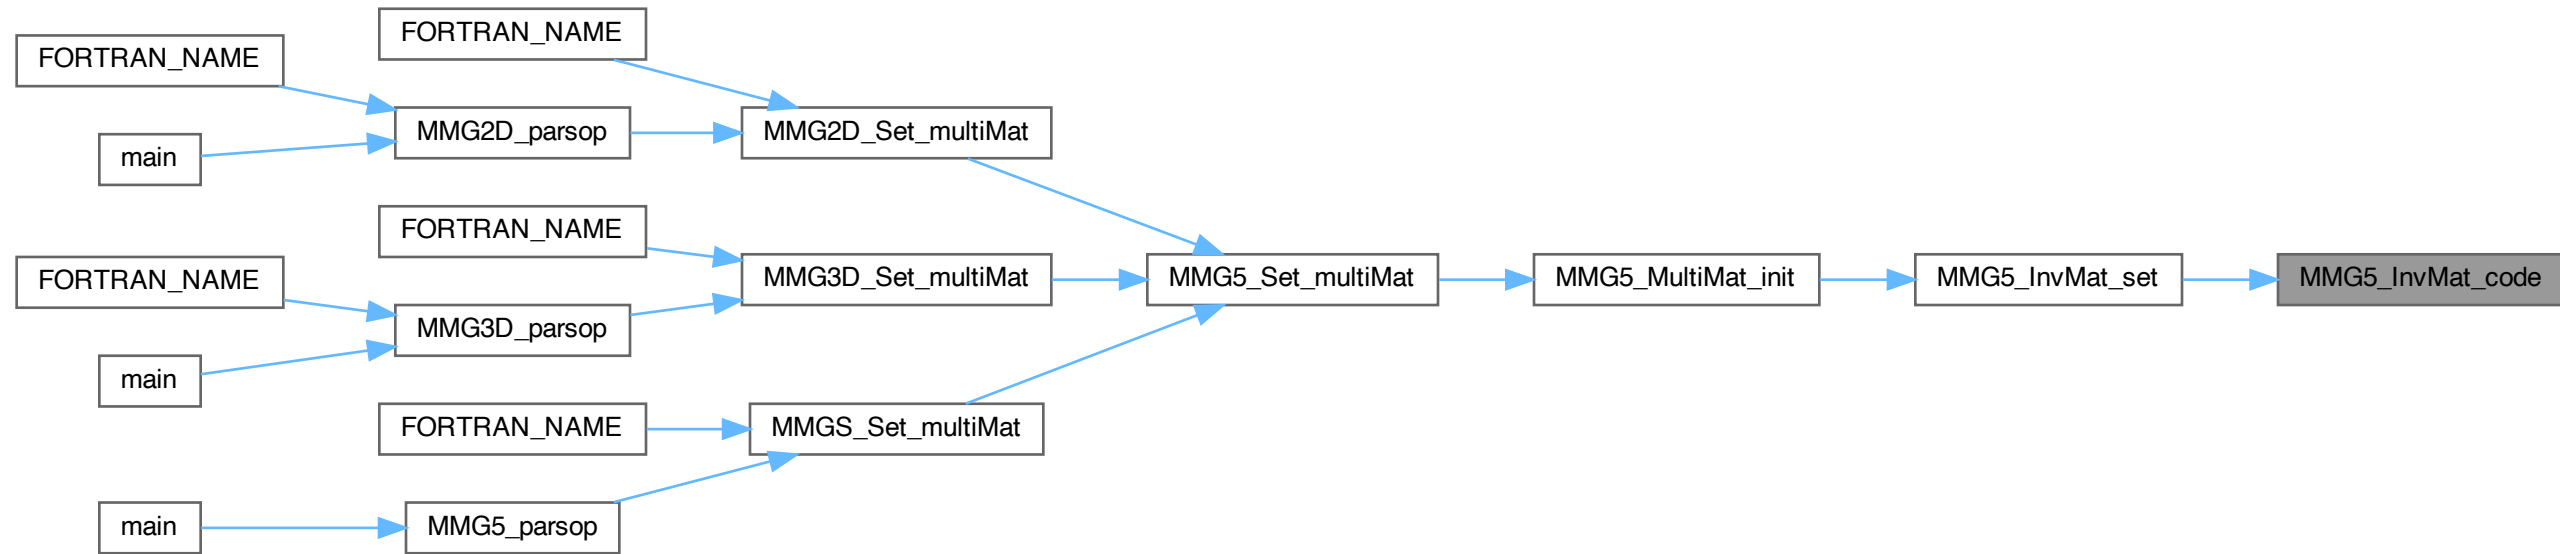 FORTRAN_NAME
FORTRAN_NAME
MMG2D_parsop
MMG2D_Set_multiMat
main
FORTRAN_NAME
FORTRAN_NAME
MMG3D_Set_multiMat
MMG5_Set_multiMat
MMG5_MultiMat_init
MMG5_InvMat_set
MMG5_InvMat_code
MMG3D_parsop
main
FORTRAN_NAME
MMGS_Set_multiMat
main
MMG5_parsop